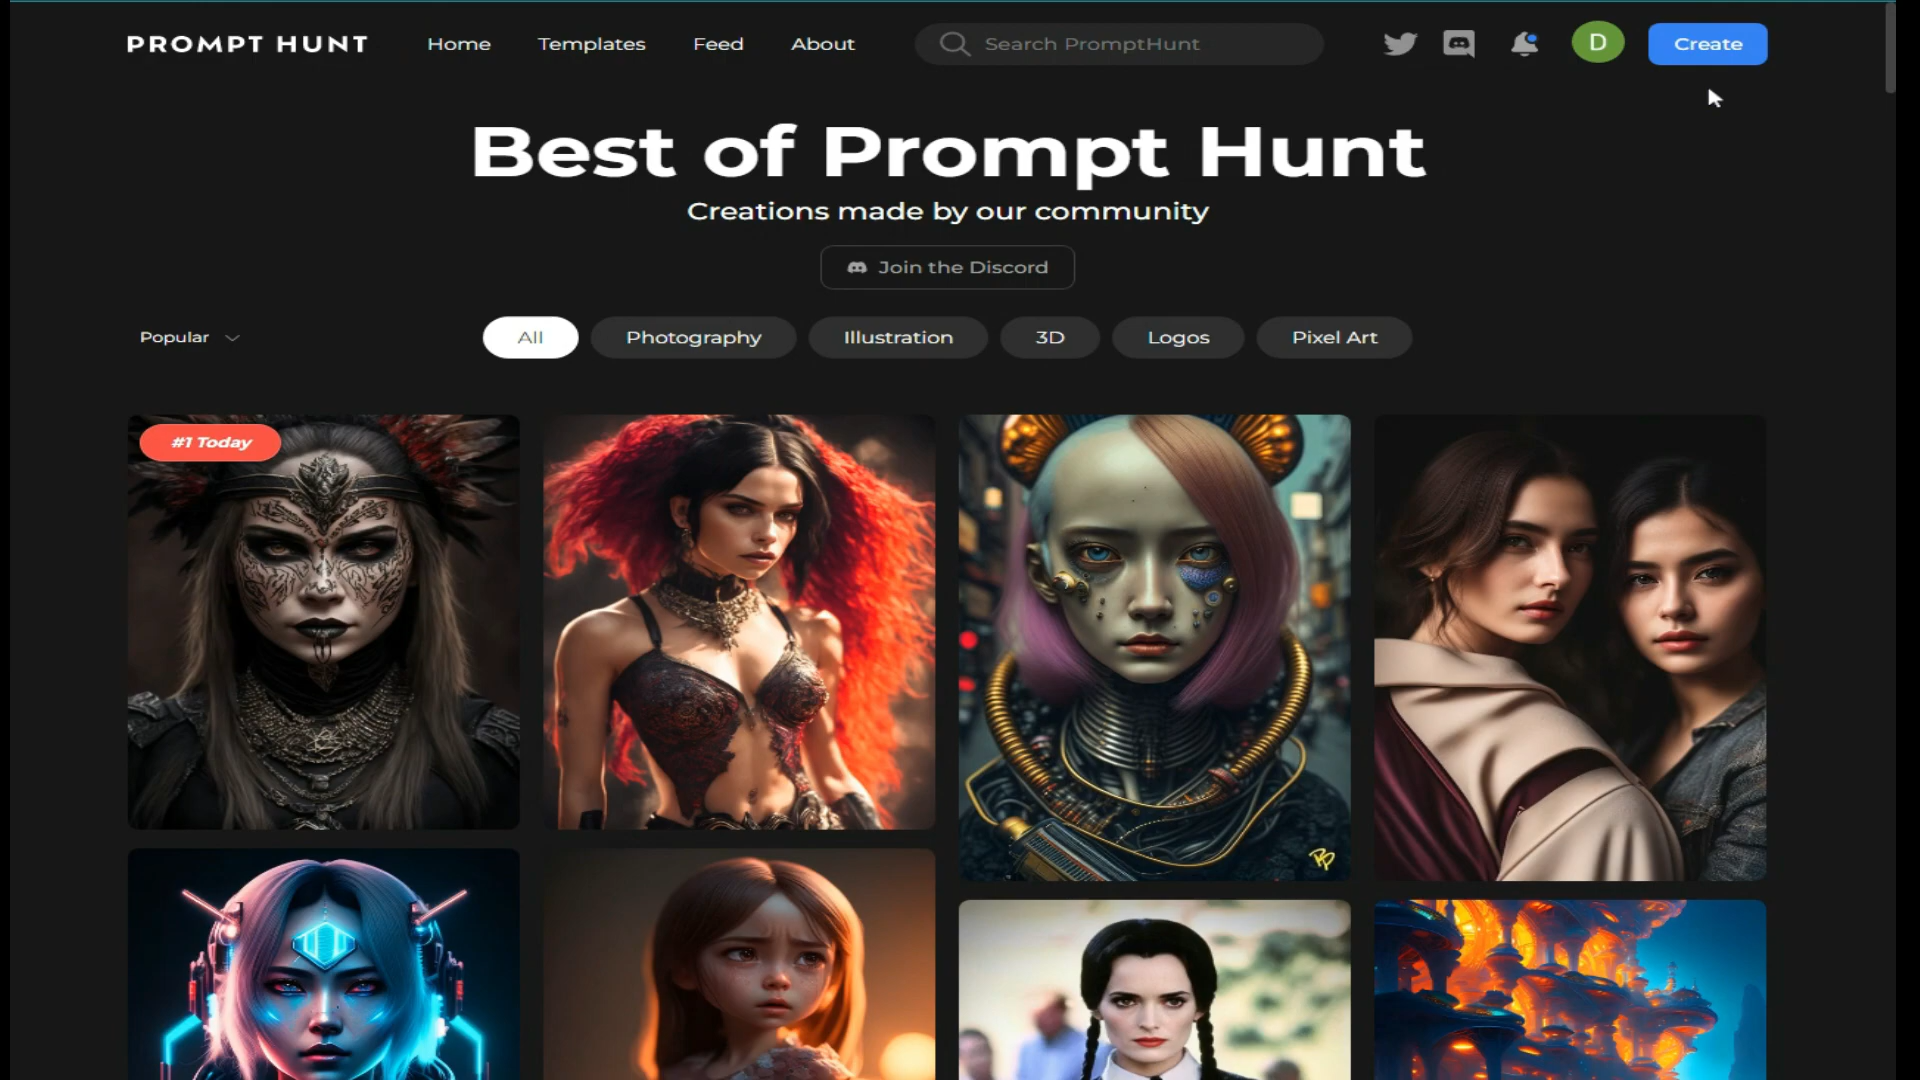 PROMPT HUNT
Home
Templates
Feed
About
Search PromptHunt
D
Create
Best of Prompt Hunt
Creations made by our community
Join the Discord
Popular
All
Photography
Illustration
3D
Logos
Pixel Art
#1 Today